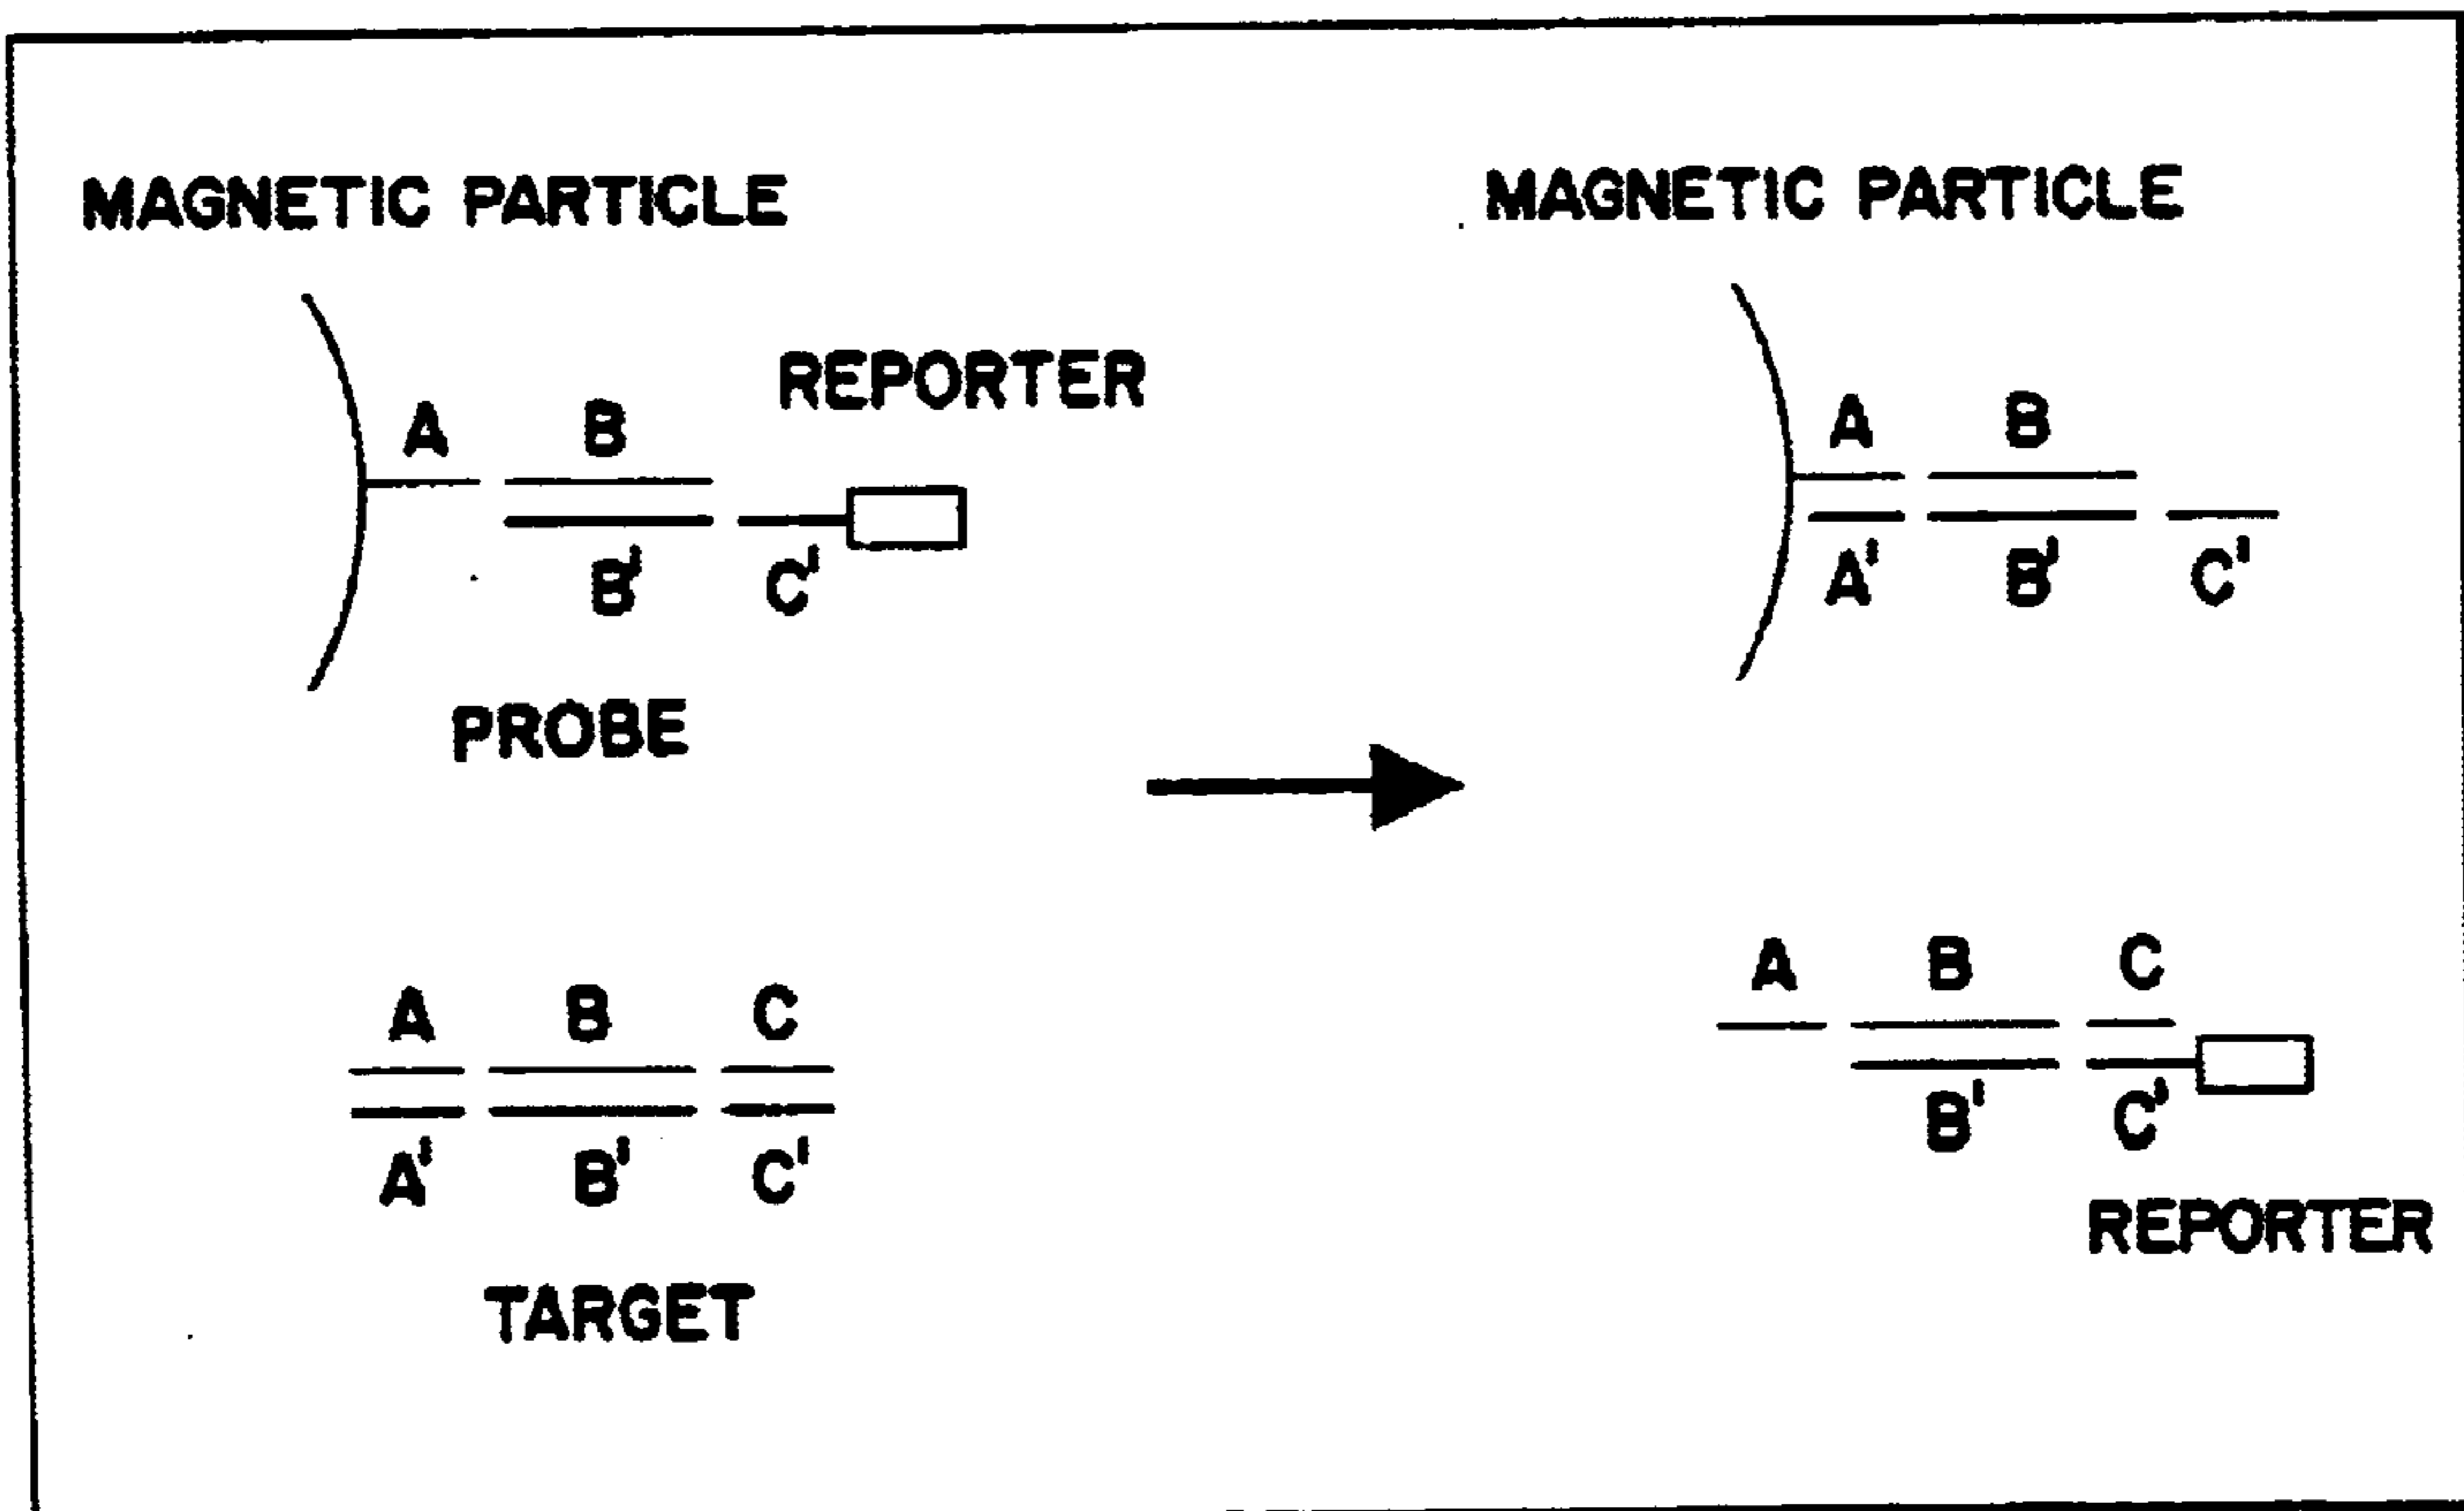 MAGNETIC PARTICLE
REPORTER
A B
B' C'
PROBE
A B C
A' B' C'
TARGET
MAGNETIC PARTICLE
A B
A' B' C'
A B C
B' C'
REPORTER